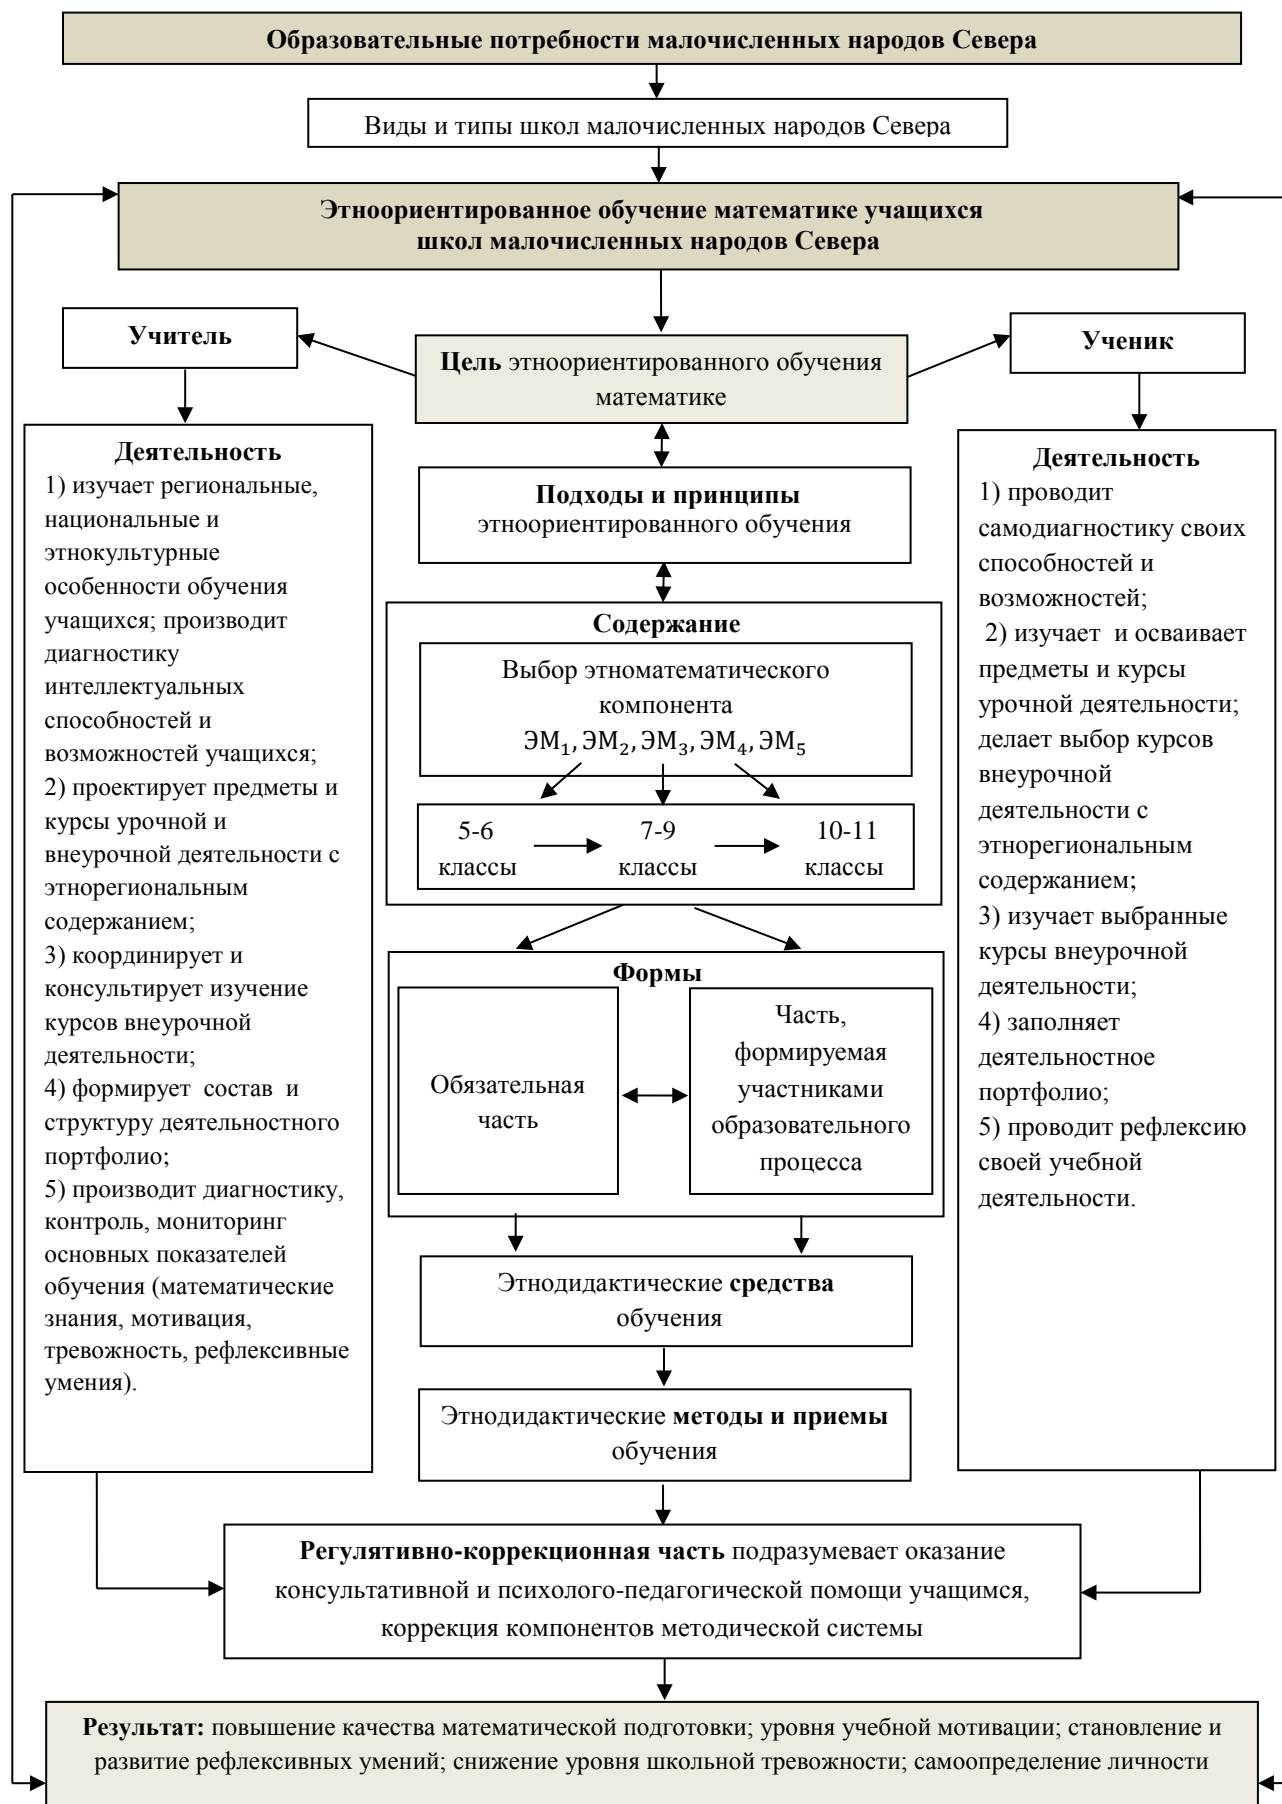 Образовательные потребности малочисленных народов Севера
Виды и типы школ малочисленных народов Севера
Этноориентированное обучение математике учащихся
школ малочисленных народов Севера
Учитель
Цель этноориентированного обучения
математике
Ученик
Деятельность
1) изучает региональные,
национальные и
этнокультурные
особенности обучения
учащихся; производит
диагностику
интеллектуальных
способностей и
возможностей учащихся;
2) проектирует предметы и
курсы урочной и
внеурочной деятельности с
этнорегиональным
содержанием;
3) координирует и
консультирует изучение
курсов внеурочной
деятельности;
4) формирует состав и
структуру деятельностного
портфолио;
5) производит диагностику,
контроль, мониторинг
основных показателей
обучения (математические
знания, мотивация,
тревожность, рефлексивные
умения).
Подходы и принципы
этноориентированного обучения
Содержание
Выбор этноматематического
компонента
ЭМ₁, ЭМ₂, ЭМ₃, ЭМ₄, ЭМ₅
5-6
классы
7-9
классы
10-11
классы
Формы
Обязательная
часть
Часть,
формируемая
участниками
образовательного
процесса
Этнодидактические средства
обучения
Этнодидактические методы и приемы
обучения
Деятельность
1) проводит
самодиагностику своих
способностей и
возможностей;
2) изучает и осваивает
предметы и курсы
урочной деятельности;
делает выбор курсов
внеурочной
деятельности с
этнорегиональным
содержанием;
3) изучает выбранные
курсы внеурочной
деятельности;
4) заполняет
деятельностное
портфолио;
5) проводит рефлексию
своей учебной
деятельности.
Регулятивно-коррекционная часть подразумевает оказание
консультативной и психолого-педагогической помощи учащимся,
коррекция компонентов методической системы
Результат: повышение качества математической подготовки; уровня учебной мотивации; становление и
развитие рефлексивных умений; снижение уровня школьной тревожности; самоопределение личности